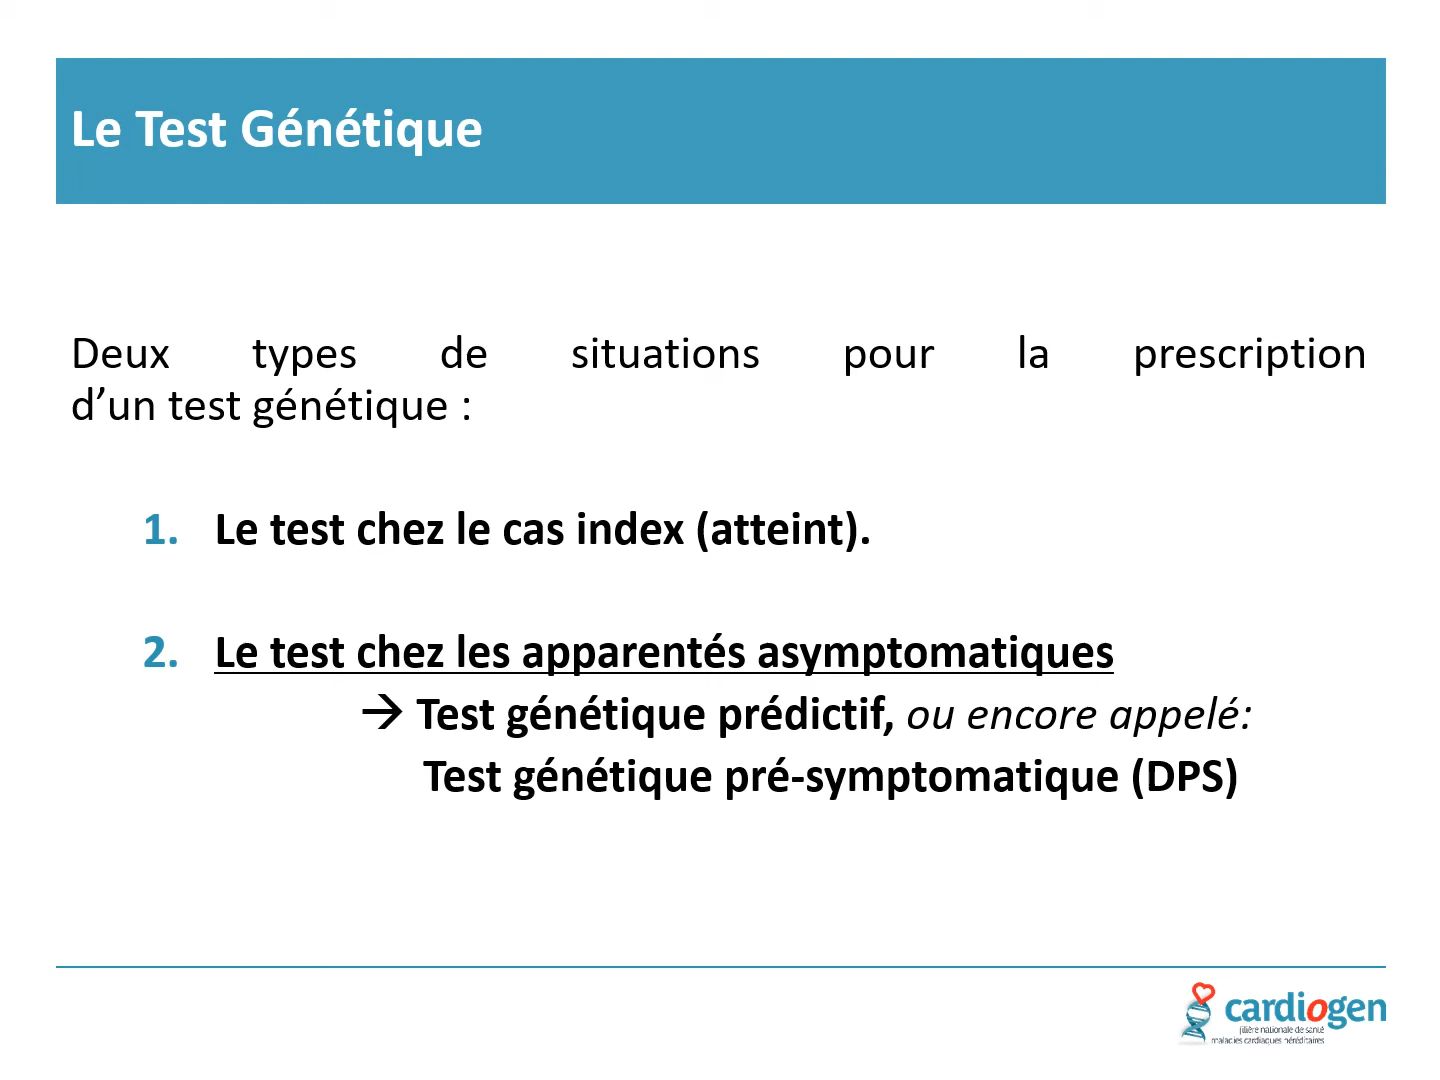 Le Test Génétique
Deux types de situations pour la prescription
d’un test génétique :
1. Le test chez le cas index (atteint).
2. Le test chez les apparentés asymptomatiques
→ Test génétique prédictif, ou encore appelé:
Test génétique pré-symptomatique (DPS)
cardiogen
filière nationale de santé
maladies cardiaques héréditaires